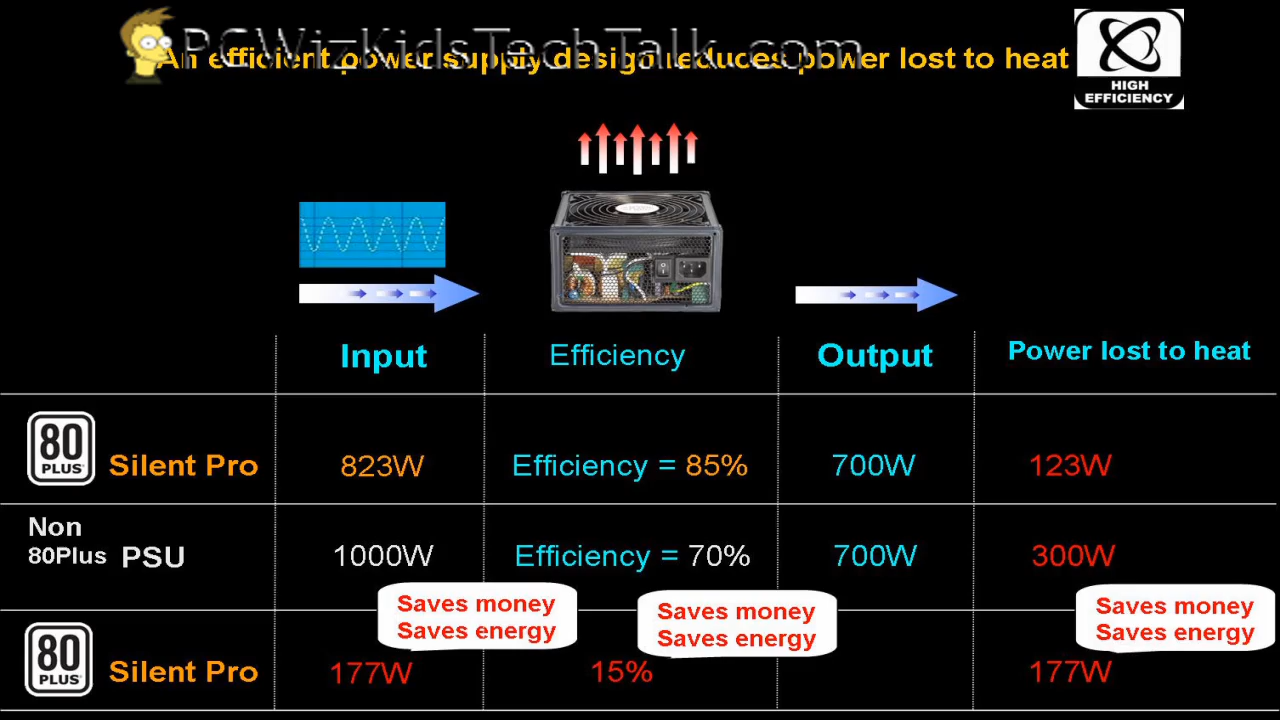 PCWizKidsTechTalk.com
An efficient power supply design reduces power lost to heat
HIGH
EFFICIENCY
Input
Efficiency
Output
Power lost to heat
80
PLUS
Silent Pro
823W
Efficiency = 85%
700W
123W
Non
80Plus PSU
1000W
Efficiency = 70%
700W
300W
Saves money
Saves energy
Saves money
Saves energy
Saves money
Saves energy
80
PLUS
Silent Pro
177W
15%
177W